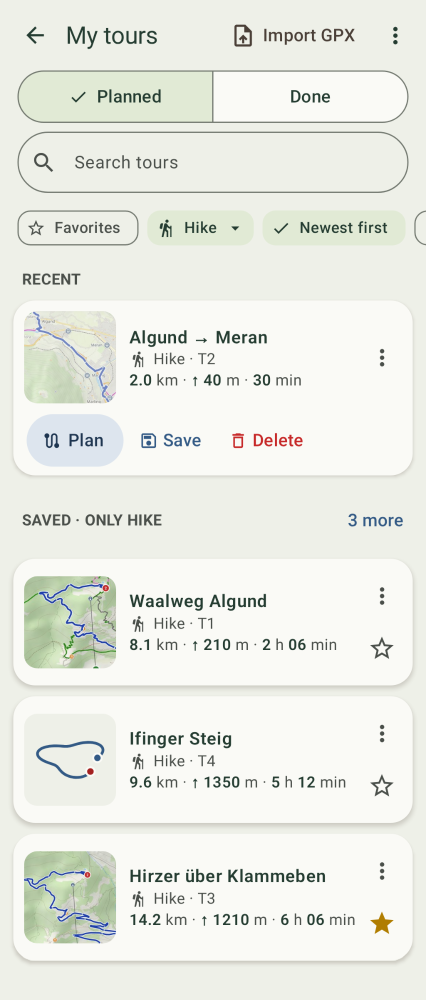 My tours
Import GPX
Planned
Done
Search tours
Favorites
Hike
Newest first
RECENT
Algund → Meran
Hike · T2
2.0 km · ↑ 40 m · 30 min
Plan
Save
Delete
SAVED · ONLY HIKE
3 more
Waalweg Algund
Hike · T1
8.1 km · ↑ 210 m · 2 h 06 min
Ifinger Steig
Hike · T4
9.6 km · ↑ 1350 m · 5 h 12 min
Hirzer über Klammeben
Hike · T3
14.2 km · ↑ 1210 m · 6 h 06 min